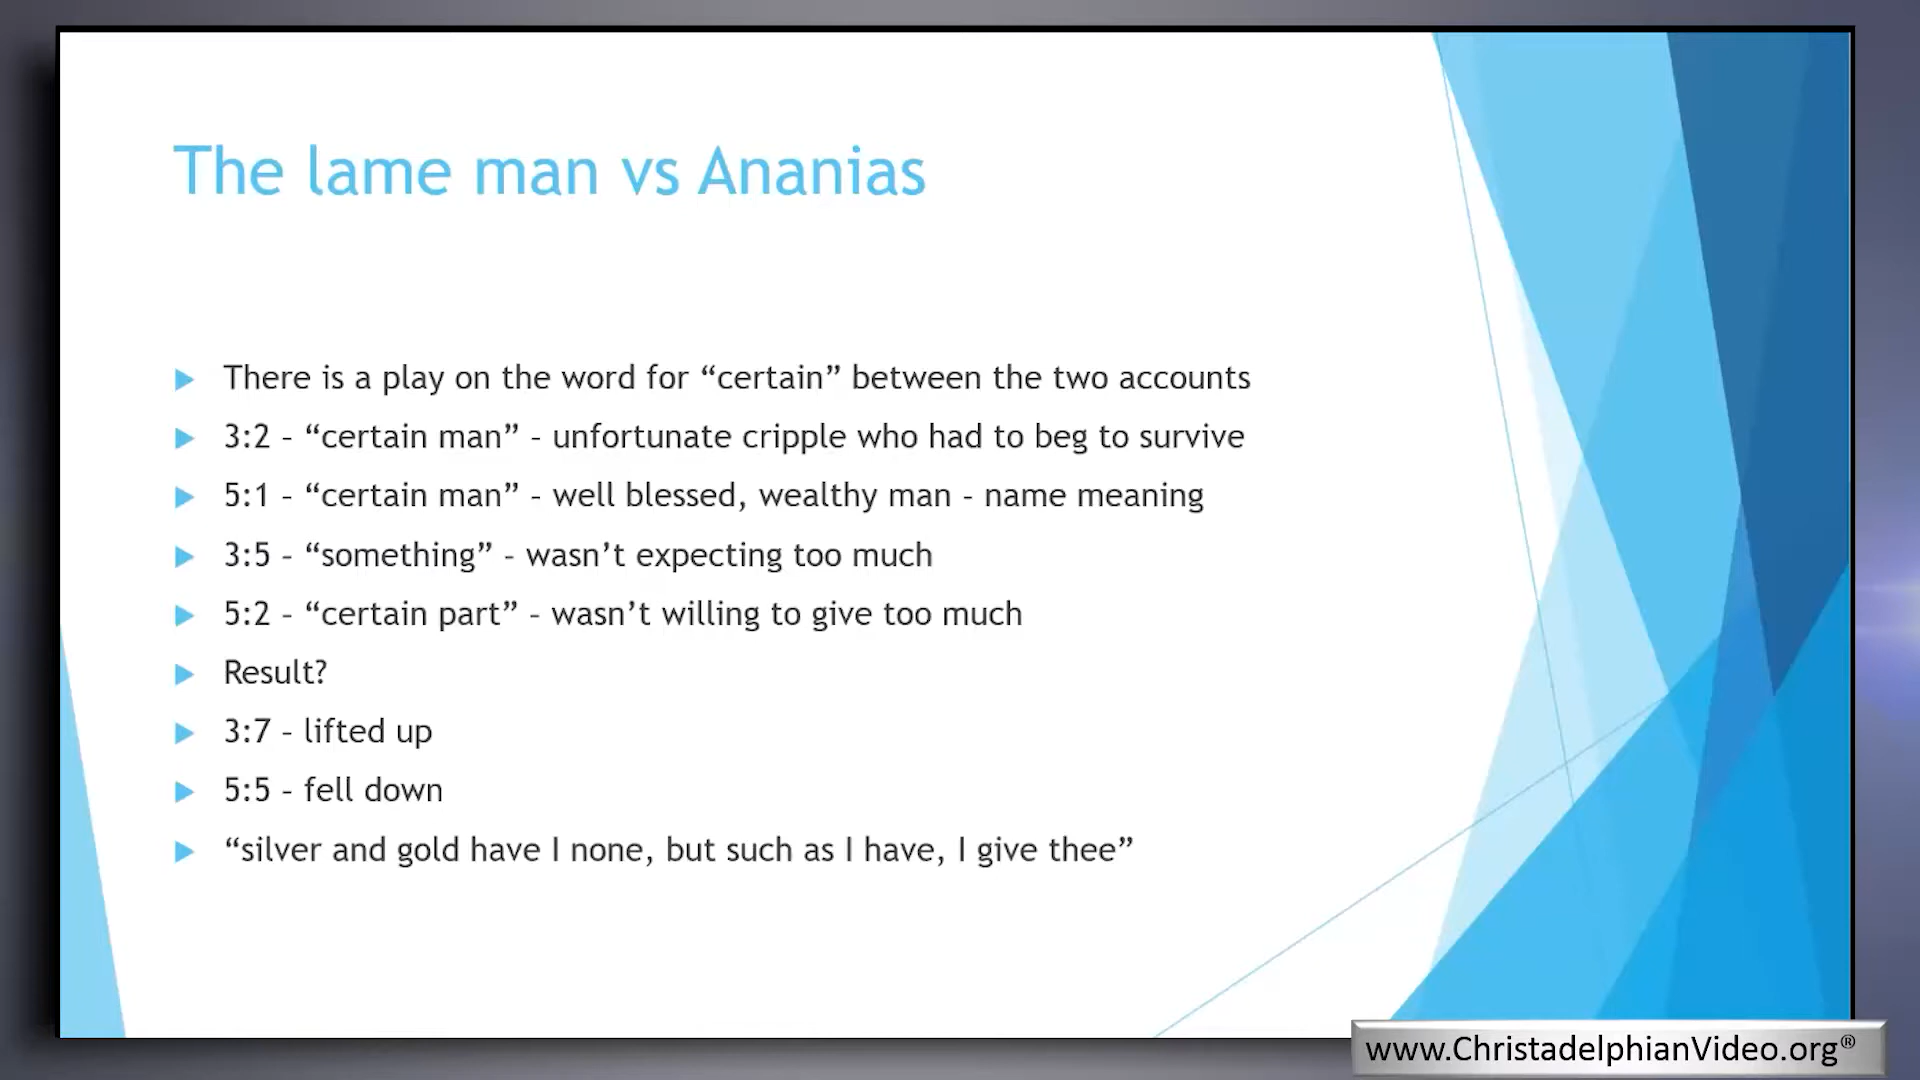 The lame man vs Ananias
There is a play on the word for “certain” between the two accounts
3:2 – “certain man” – unfortunate cripple who had to beg to survive
5:1 – “certain man” – well blessed, wealthy man – name meaning
3:5 – “something” – wasn’t expecting too much
5:2 – “certain part” – wasn’t willing to give too much
Result?
3:7 – lifted up
5:5 – fell down
“silver and gold have I none, but such as I have, I give thee”
www.ChristadelphianVideo.org®